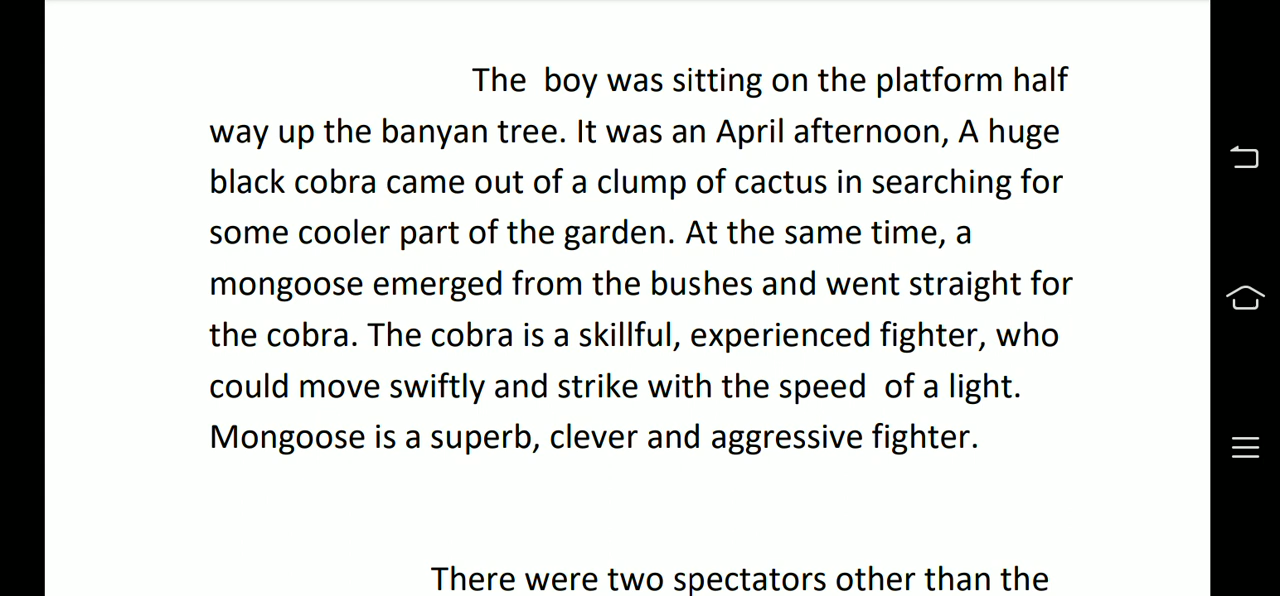 The  boy was sitting on the platform half
way up the banyan tree. It was an April afternoon, A huge
black cobra came out of a clump of cactus in searching for
some cooler part of the garden. At the same time, a
mongoose emerged from the bushes and went straight for
the cobra. The cobra is a skillful, experienced fighter, who
could move swiftly and strike with the speed  of a light.
Mongoose is a superb, clever and aggressive fighter.
There were two spectators other than the